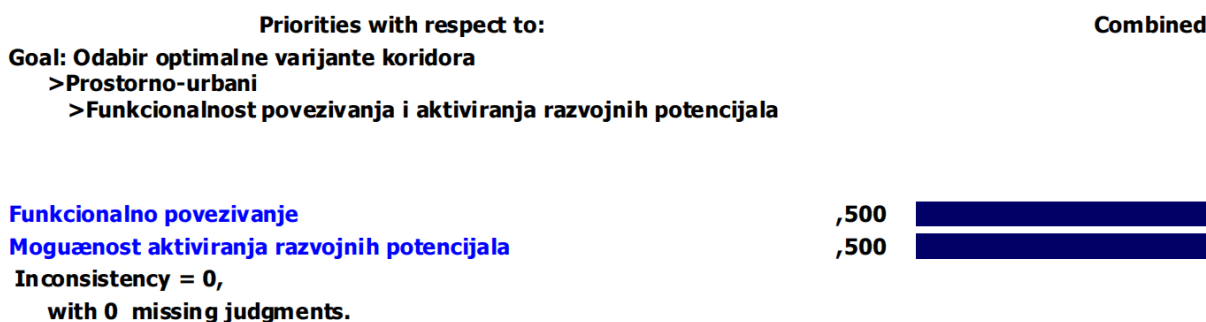 Priorities with respect to: Combined
Goal: Odabir optimalne varijante koridora
>Prostorno-urbani
>Funkcionalnost povezivanja i aktiviranja razvojnih potencijala
Funkcionalno povezivanje ,500
Moguænost aktiviranja razvojnih potencijala ,500
Inconsistency = 0,
with 0 missing judgments.